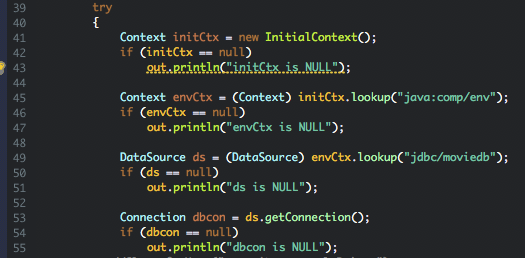 39 try
40 {
41 Context initCtx = new InitialContext();
42 if (initCtx == null)
43 out.println("initCtx is NULL");
44
45 Context envCtx = (Context) initCtx.lookup("java:comp/env");
46 if (envCtx == null)
47 out.println("envCtx is NULL");
48
49 DataSource ds = (DataSource) envCtx.lookup("jdbc/moviedb");
50 if (ds == null)
51 out.println("ds is NULL");
52
53 Connection dbcon = ds.getConnection();
54 if (dbcon == null)
55 out.println("dbcon is NULL");